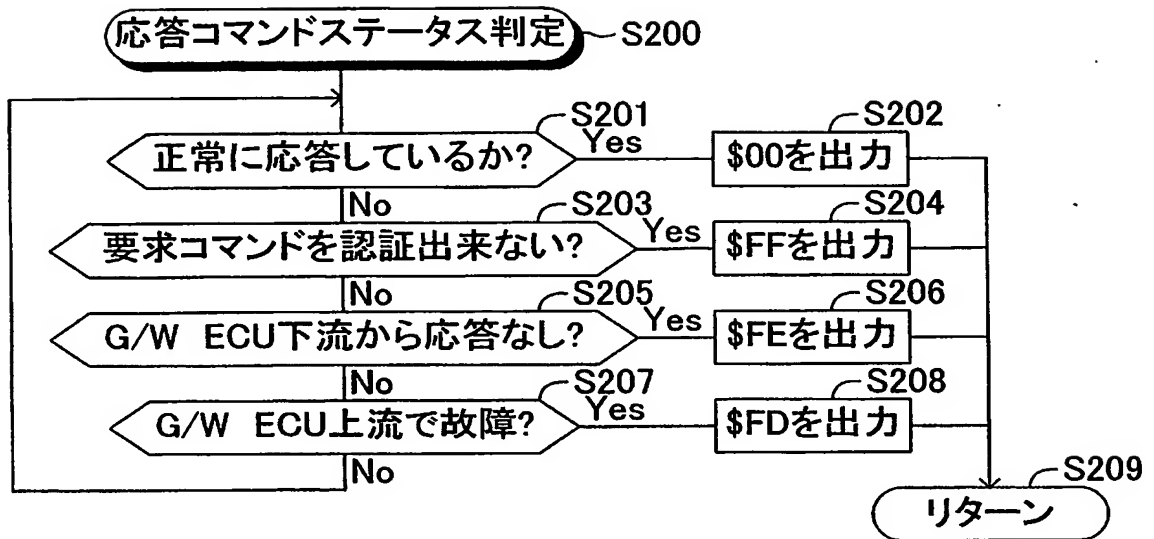 応答コマンドステータス判定 S200
S201 S202
正常に応答しているか? Yes $00を出力
No S203 S204
要求コマンドを認証出来ない? Yes $FFを出力
No S205 S206
G/W ECU下流から応答なし? Yes $FEを出力
No S207 S208
G/W ECU上流で故障? Yes $FDを出力
No S209
リターン